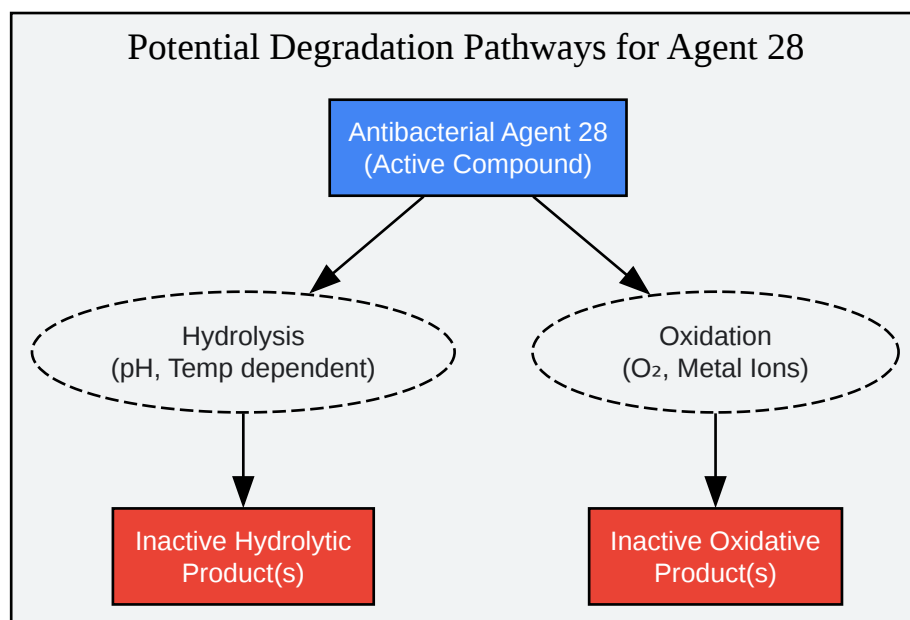 Potential Degradation Pathways for Agent 28
Antibacterial Agent 28
(Active Compound)
Hydrolysis
(pH, Temp dependent)
Oxidation
(O₂, Metal Ions)
Inactive Hydrolytic
Product(s)
Inactive Oxidative
Product(s)